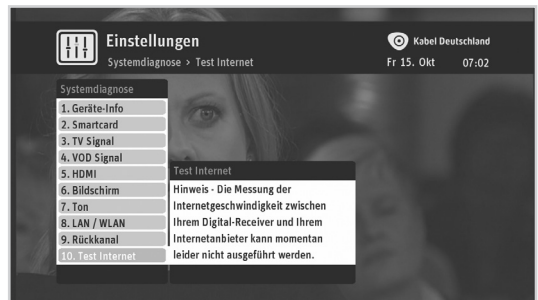 Einstellungen
Systemdiagnose > Test Internet
Kabel Deutschland
Fr 15. Okt 07:02
Systemdiagnose
1. Geräte-Info
2. Smartcard
3. TV Signal
4. VOD Signal
5. HDMI
6. Bildschirm
7. Ton
8. LAN / WLAN
9. Rückkanal
10. Test Internet
Test Internet
Hinweis - Die Messung der
Internetgeschwindigkeit zwischen
Ihrem Digital-Receiver und Ihrem
Internetanbieter kann momentan
leider nicht ausgeführt werden.